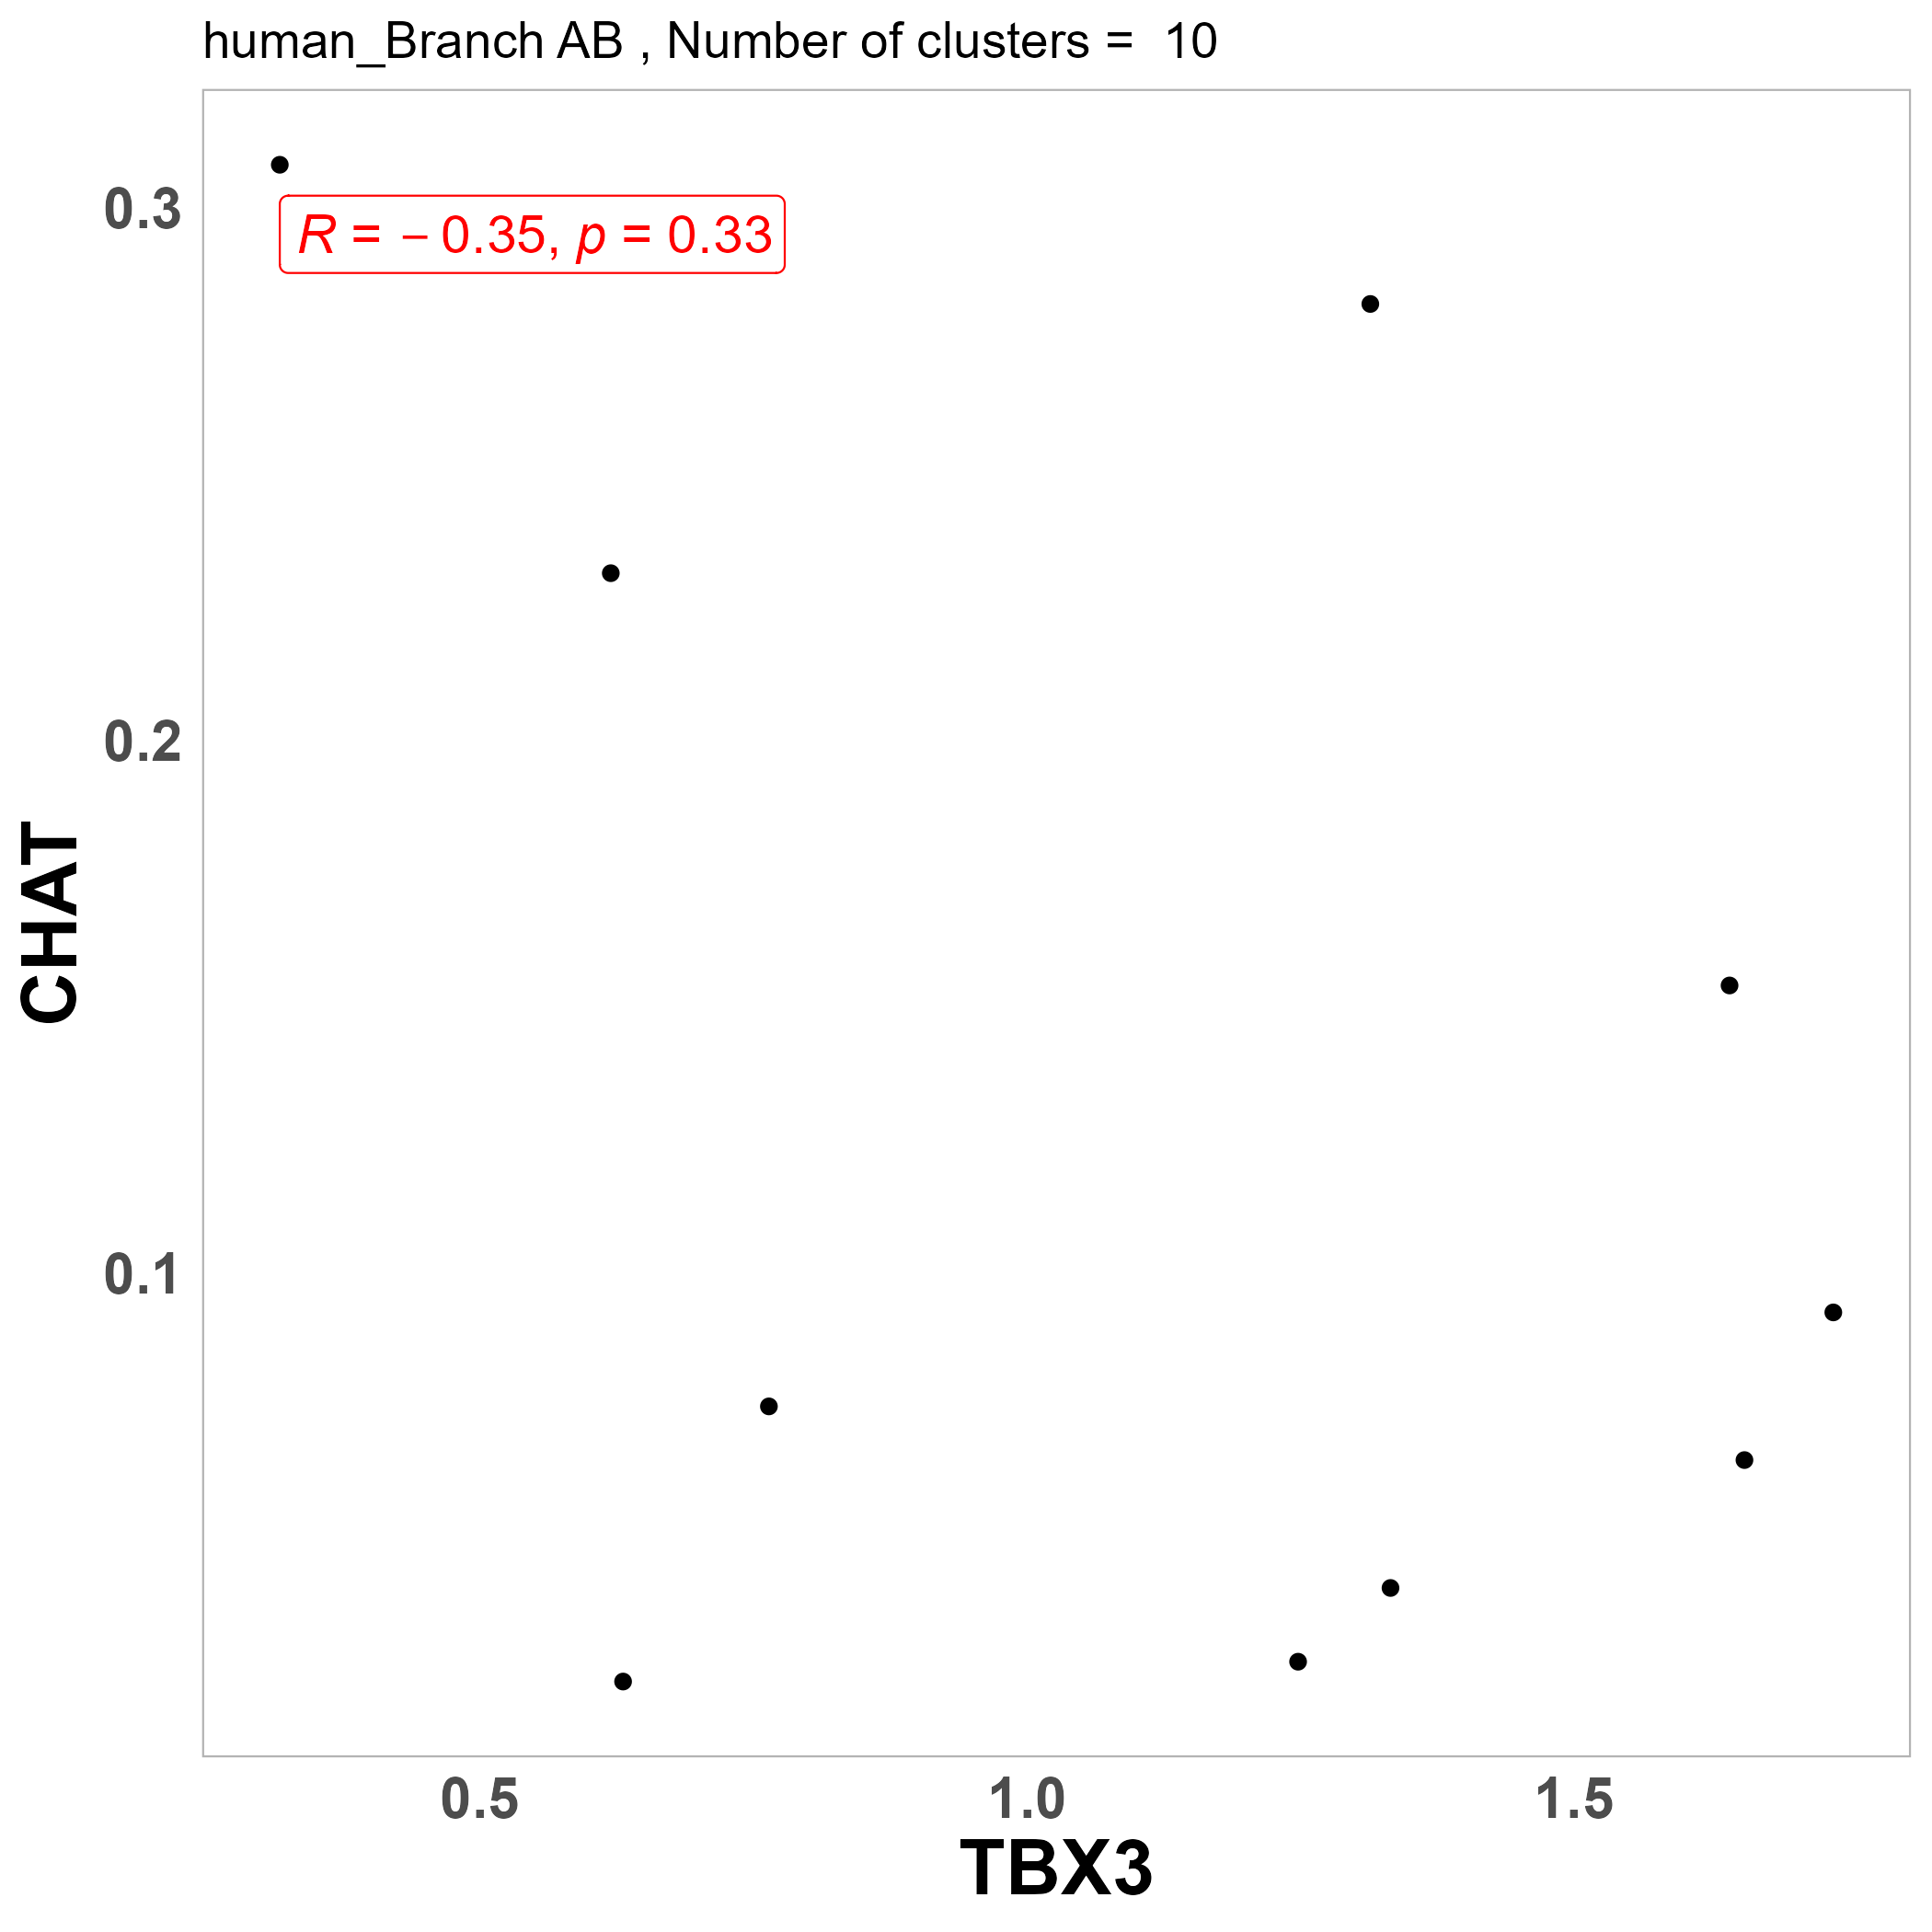 human_Branch AB , Number of clusters =  10
0.3
R = – 0.35, p = 0.33
0.2
CHAT
0.1
0.5 1.0 1.5
TBX3